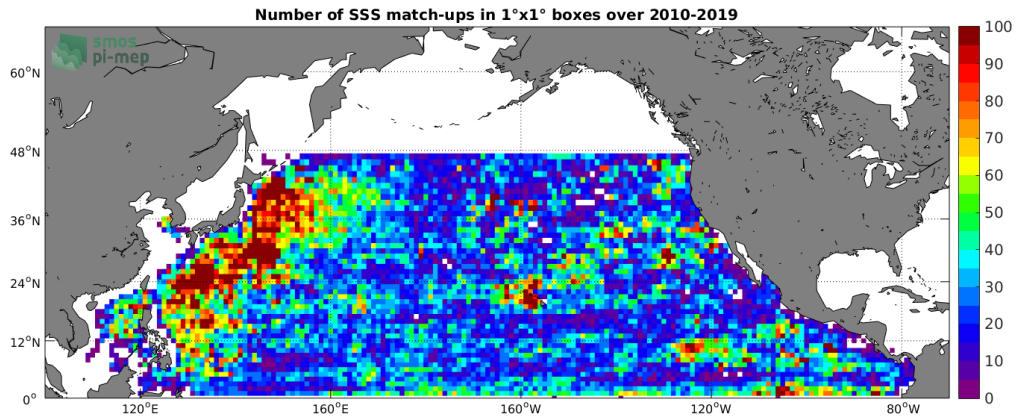 Number of SSS match-ups in 1°x1° boxes over 2010-2019
smos
pi-mep
60°N
48°N
36°N
24°N
12°N
0°
120°E
160°E
160°W
120°W
80°W
100
90
80
70
60
50
40
30
20
10
0